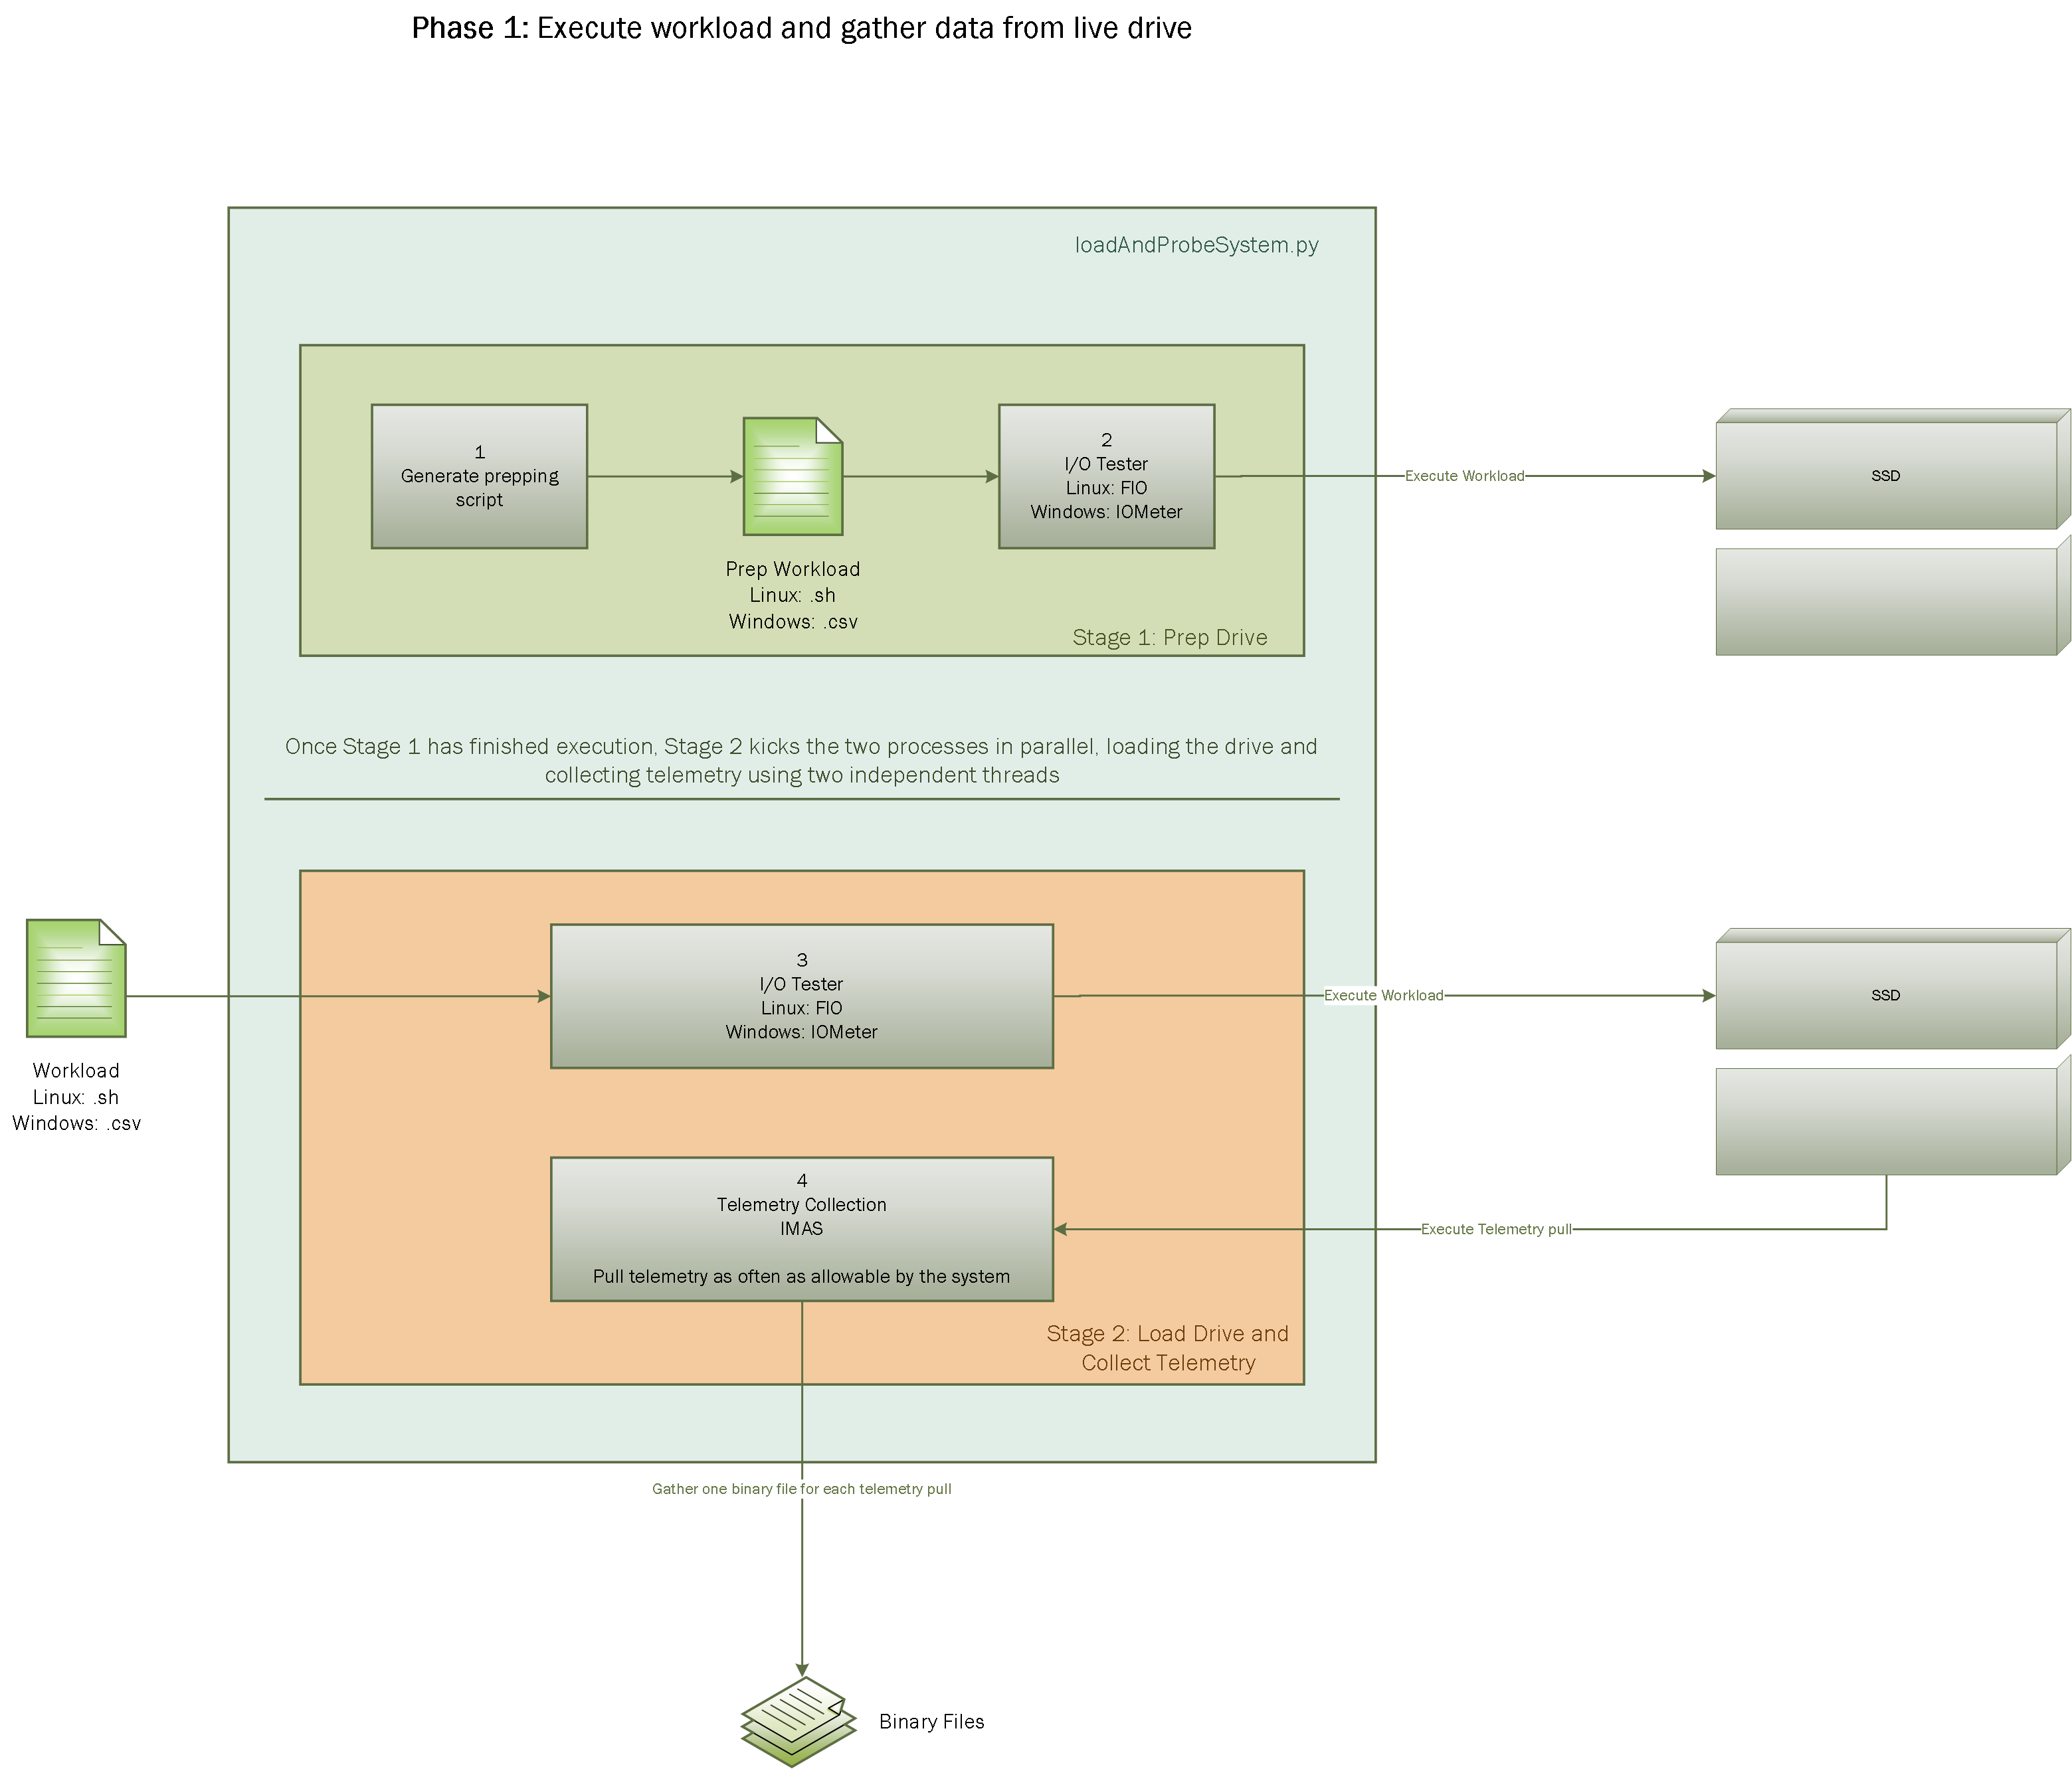 Phase 1: Execute workload and gather data from live drive
loadAndProbeSystem.py
1
Generate prepping
script
Prep Workload
Linux: .sh
Windows: .csv
2
I/O Tester
Linux: FIO
Windows: IOMeter
Execute Workload
SSD
Stage 1: Prep Drive
Once Stage 1 has finished execution, Stage 2 kicks the two processes in parallel, loading the drive and
collecting telemetry using two independent threads
Workload
Linux: .sh
Windows: .csv
3
I/O Tester
Linux: FIO
Windows: IOMeter
Execute Workload
SSD
4
Telemetry Collection
IMAS
Pull telemetry as often as allowable by the system
Execute Telemetry pull
Stage 2: Load Drive and
Collect Telemetry
Gather one binary file for each telemetry pull
Binary Files